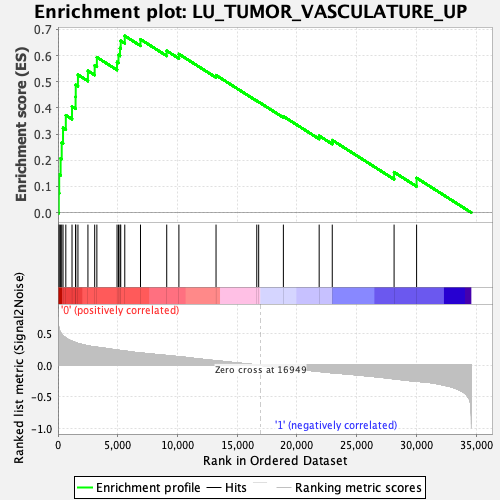 Enrichment plot: LU_TUMOR_VASCULATURE_UP
Enrichment score (ES)
0.7
0.6
0.5
0.4
0.3
0.2
0.1
0.0
'0' (positively correlated)
Ranked list metric (Signal2Noise)
0.5
0.0
-0.5
-1.0
Zero cross at 16949
'1' (negatively correlated)
0 5,000 10,000 15,000 20,000 25,000 30,000 35,000
Rank in Ordered Dataset
Enrichment profile Hits Ranking metric scores